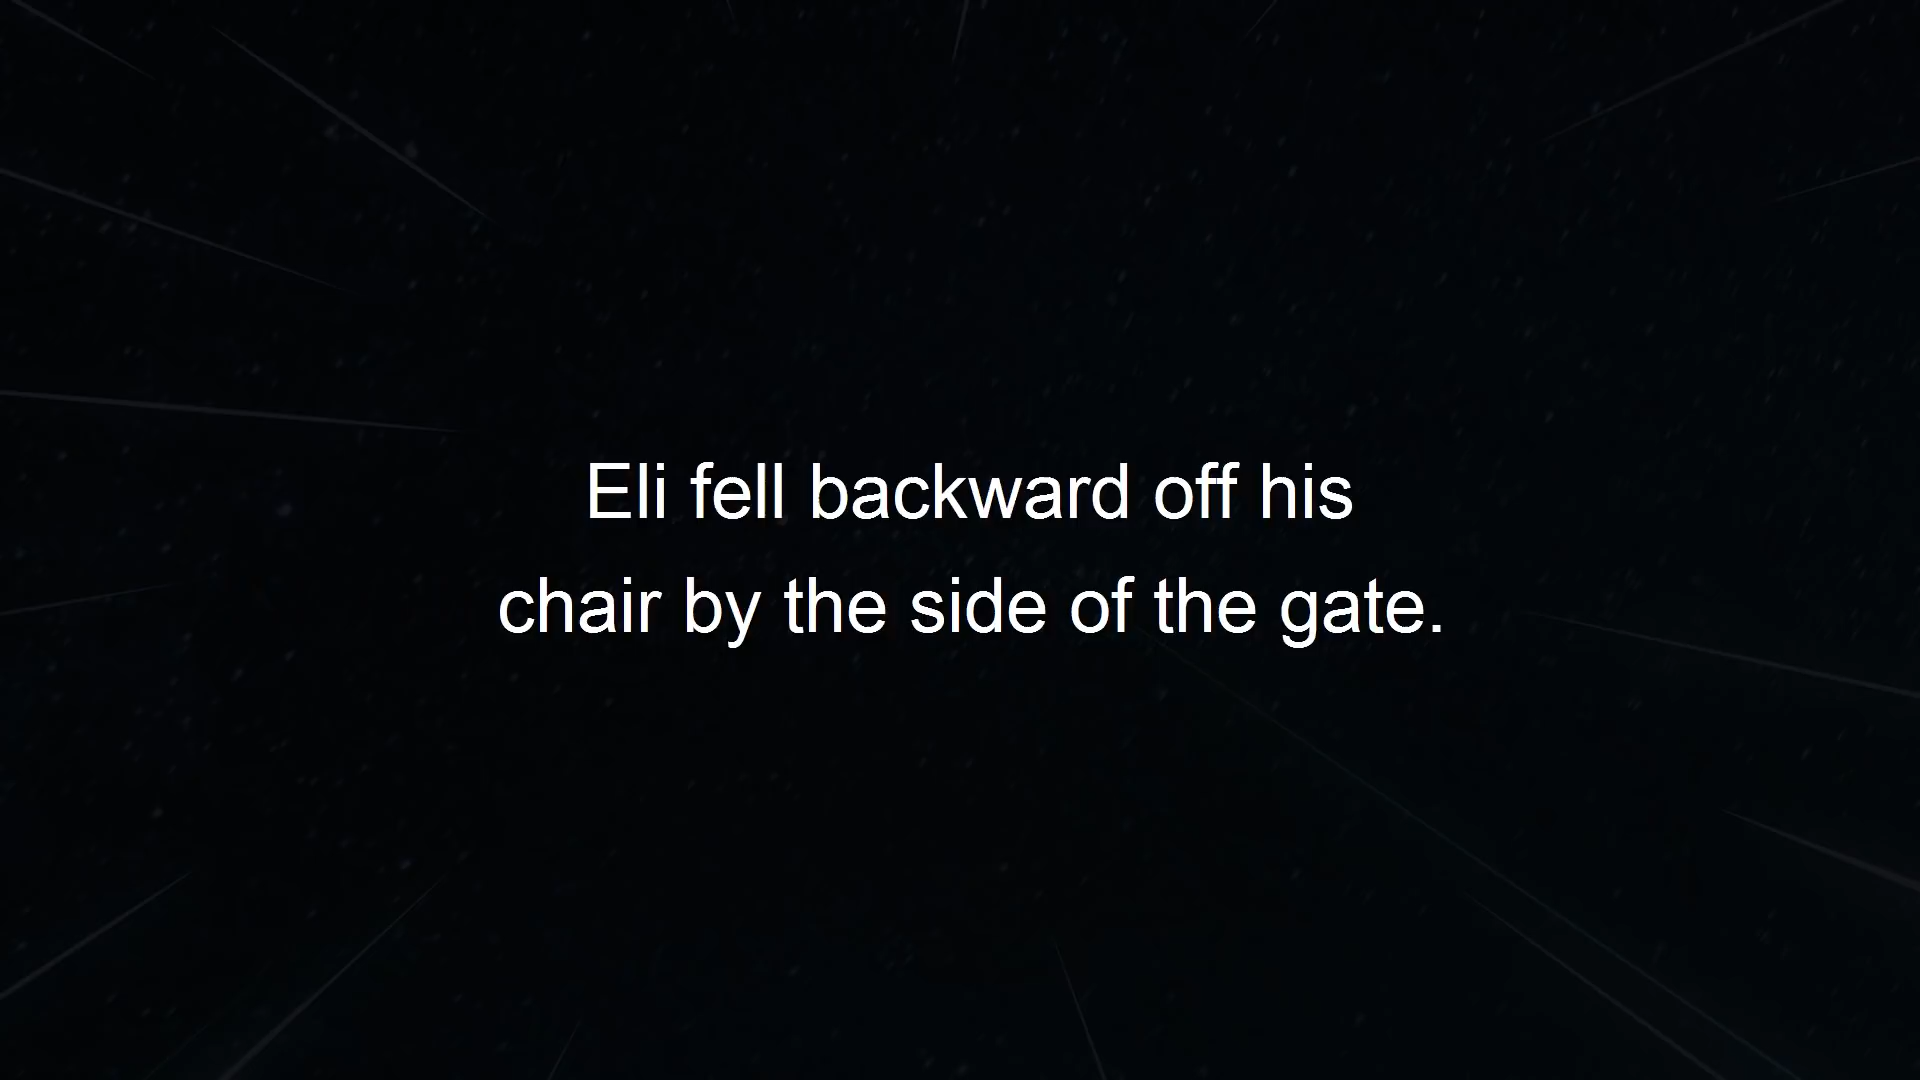 Eli fell backward off his
chair by the side of the gate.